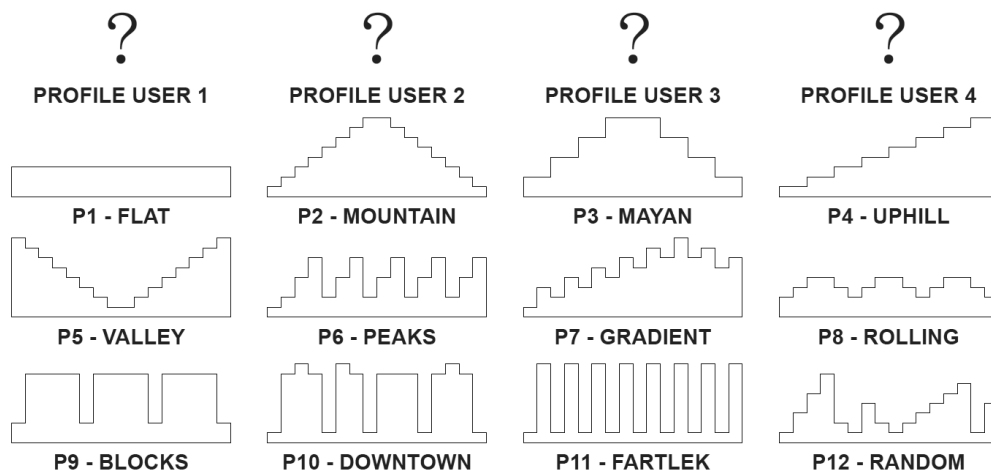 ? ? ? ?
PROFILE USER 1 PROFILE USER 2 PROFILE USER 3 PROFILE USER 4
P1 - FLAT P2 - MOUNTAIN P3 - MAYAN P4 - UPHILL
P5 - VALLEY P6 - PEAKS P7 - GRADIENT P8 - ROLLING
P9 - BLOCKS P10 - DOWNTOWN P11 - FARTLEK P12 - RANDOM